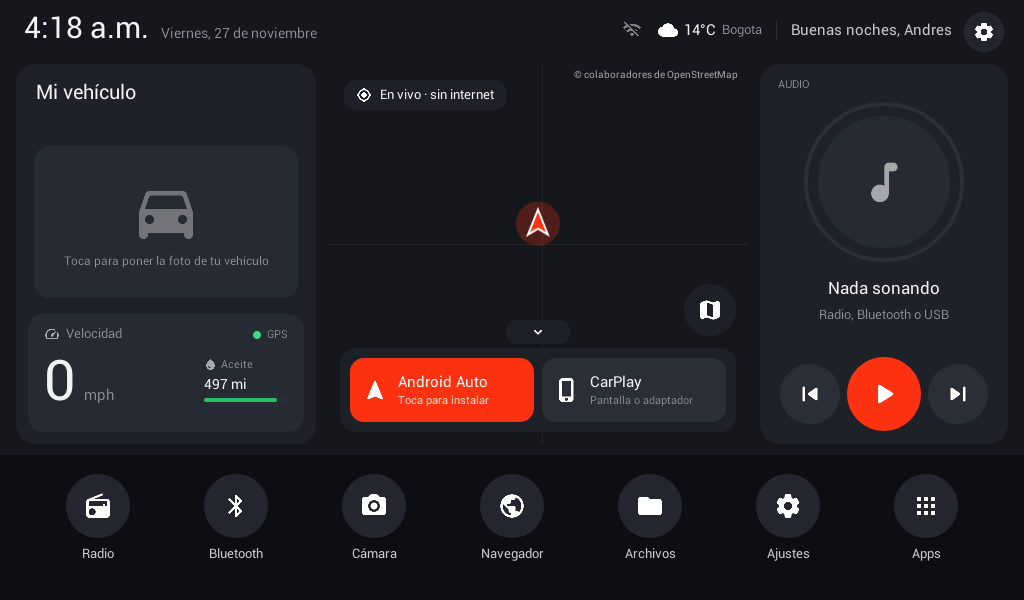 4:18 a.m.
Viernes, 27 de noviembre
14°C Bogota
Buenas noches, Andres
Mi vehículo
Toca para poner la foto de tu vehículo
Velocidad
GPS
0 mph
Aceite
497 mi
© colaboradores de OpenStreetMap
En vivo · sin internet
Android Auto
Toca para instalar
CarPlay
Pantalla o adaptador
AUDIO
Nada sonando
Radio, Bluetooth o USB
Radio
Bluetooth
Cámara
Navegador
Archivos
Ajustes
Apps